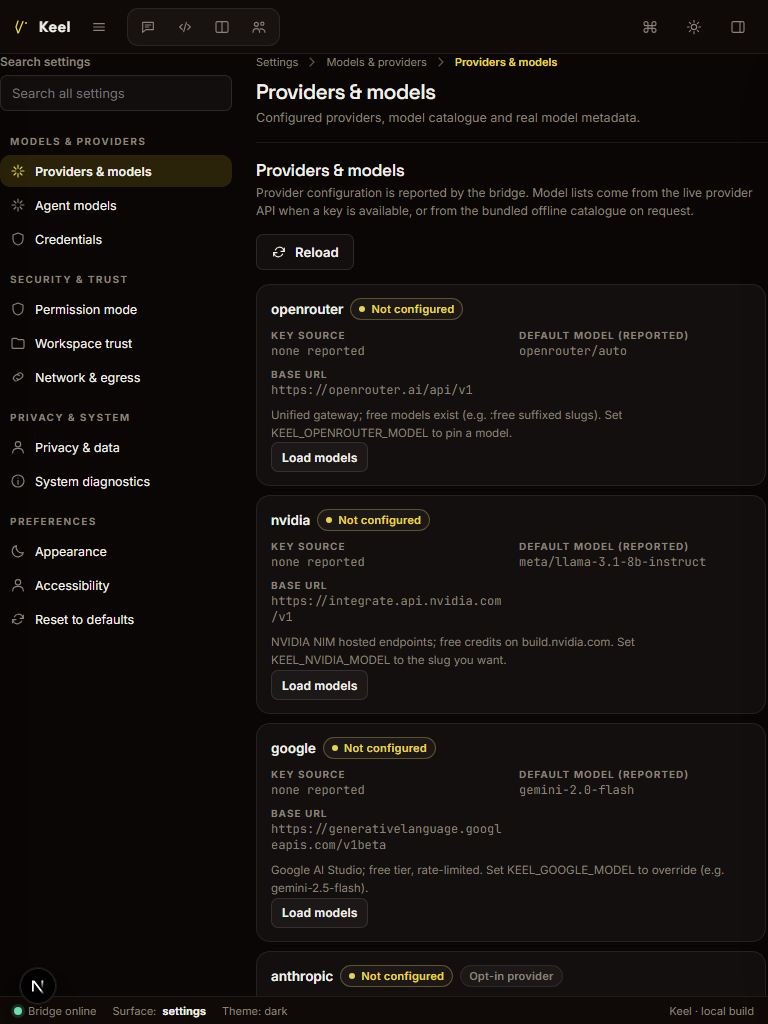 Keel
Search settings
Search all settings
MODELS & PROVIDERS
Providers & models
Agent models
Credentials
SECURITY & TRUST
Permission mode
Workspace trust
Network & egress
PRIVACY & SYSTEM
Privacy & data
System diagnostics
PREFERENCES
Appearance
Accessibility
Reset to defaults
Settings > Models & providers > Providers & models
Providers & models
Configured providers, model catalogue and real model metadata.
Providers & models
Provider configuration is reported by the bridge. Model lists come from the live provider
API when a key is available, or from the bundled offline catalogue on request.
Reload
openrouter Not configured
KEY SOURCE DEFAULT MODEL (REPORTED)
none reported openrouter/auto
BASE URL
https://openrouter.ai/api/v1
Unified gateway; free models exist (e.g. :free suffixed slugs). Set
KEEL_OPENROUTER_MODEL to pin a model.
Load models
nvidia Not configured
KEY SOURCE DEFAULT MODEL (REPORTED)
none reported meta/llama-3.1-8b-instruct
BASE URL
https://integrate.api.nvidia.com
/v1
NVIDIA NIM hosted endpoints; free credits on build.nvidia.com. Set
KEEL_NVIDIA_MODEL to the slug you want.
Load models
google Not configured
KEY SOURCE DEFAULT MODEL (REPORTED)
none reported gemini-2.0-flash
BASE URL
https://generativelanguage.googl
eapis.com/v1beta
Google AI Studio; free tier, rate-limited. Set KEEL_GOOGLE_MODEL to override (e.g.
gemini-2.5-flash).
Load models
anthropic Not configured Opt-in provider
N
Bridge online Surface: settings Theme: dark Keel · local build